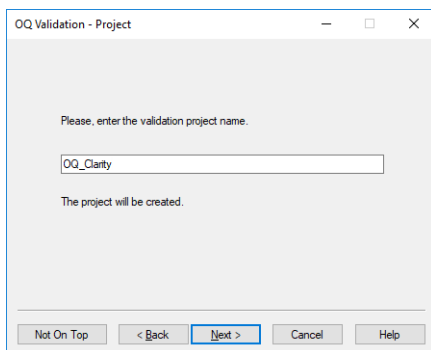 OQ Validation - Project
Please, enter the validation project name.
OQ_Clarity
The project will be created.
Not On Top < Back Next > Cancel Help